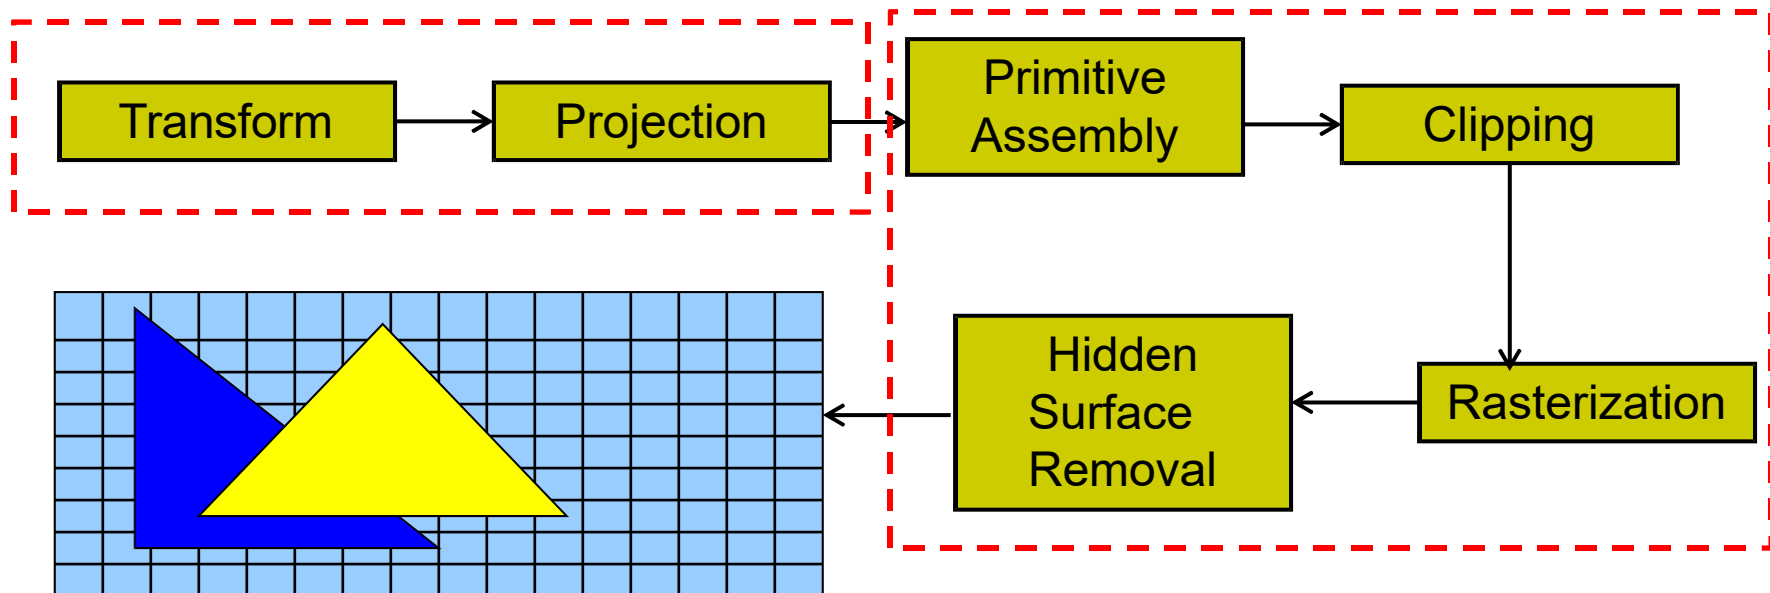 Transform
Projection
Primitive
Assembly
Clipping
Rasterization
Hidden
Surface
Removal